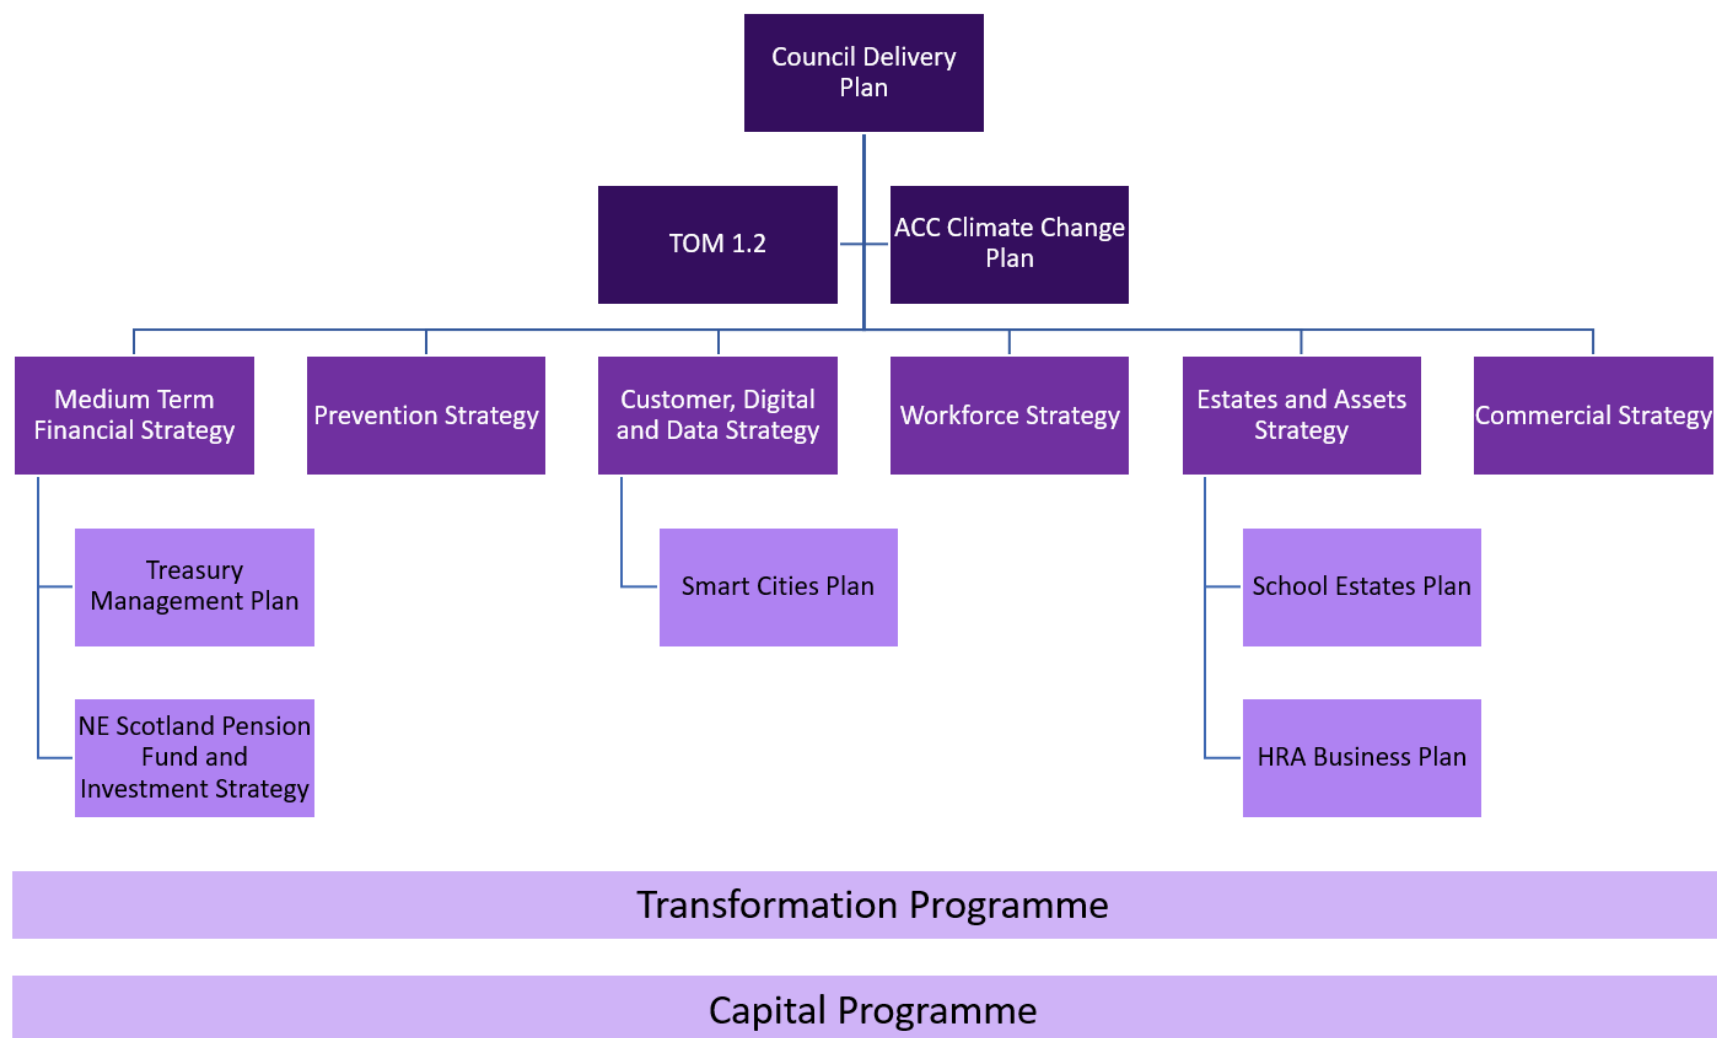 Council Delivery
Plan
TOM 1.2
ACC Climate Change
Plan
Medium Term
Financial Strategy
Prevention Strategy
Customer, Digital
and Data Strategy
Workforce Strategy
Estates and Assets
Strategy
Commercial Strategy
Treasury
Management Plan
Smart Cities Plan
School Estates Plan
NE Scotland Pension
Fund and
Investment Strategy
HRA Business Plan
Transformation Programme
Capital Programme